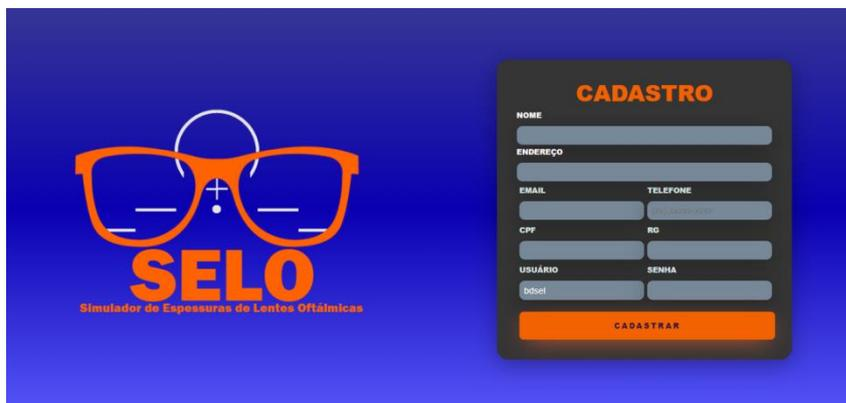 SELO
Simulador de Espessuras de Lentes Oftálmicas
CADASTRO
NOME
ENDEREÇO
EMAIL TELEFONE
CPF RG
USUÁRIO SENHA
bdsel
CADASTRAR